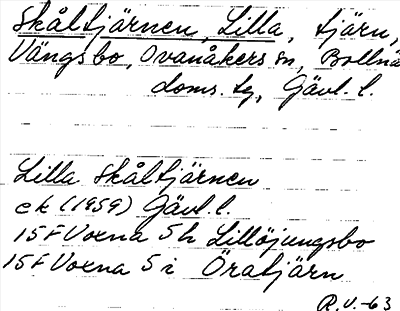 Skåltjärnen, Lilla, tjärn,
Vängsbo, Ovanåkers sn, Bollnä
doms. tg, Gävl. l.
Lilla Skåltjärnen
ek (1959) Gävl. l.
15 F Voxna 5 h Lillöjungsbo
15 F Voxna 5 i Öratjärn
R.V. -63